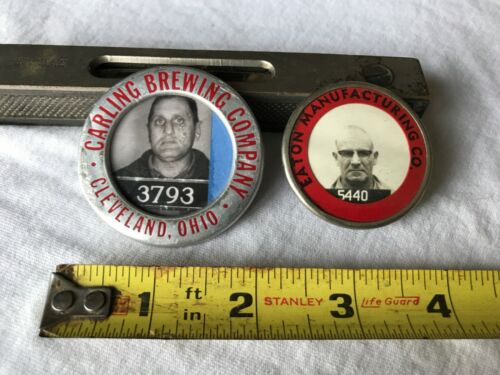 · CARLING BREWING COMPANY ·
CLEVELAND, OHIO
3793
EATON MANUFACTURING CO.
5440
1 ft 2 STANLEY 3 Life Guard 4
in